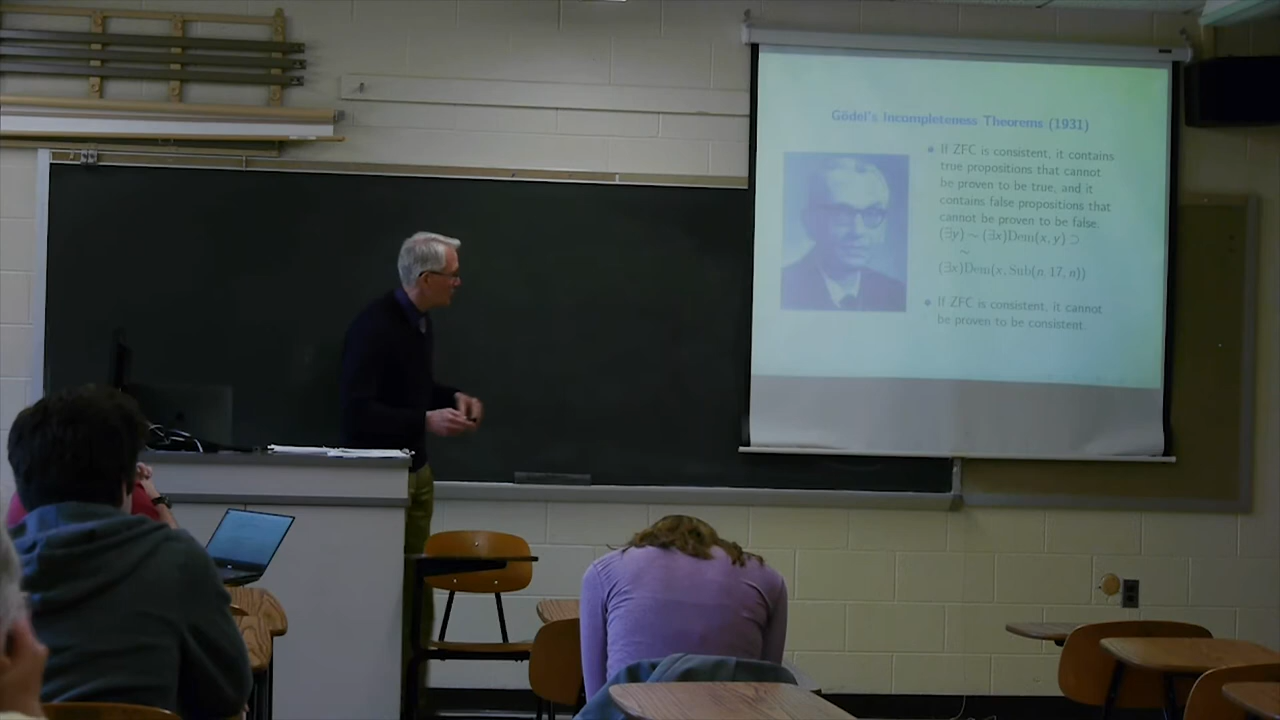 Gödel's Incompleteness Theorems (1931)
• If ZFC is consistent, it contains
true propositions that cannot
be proven to be true, and it
contains false propositions that
cannot be proven to be false.
(∃y) ∼ (∃x)Dem(x, y) ⊃
∼
(∃x)Dem(x, Sub(n, 17, n))
• If ZFC is consistent, it cannot
be proven to be consistent.